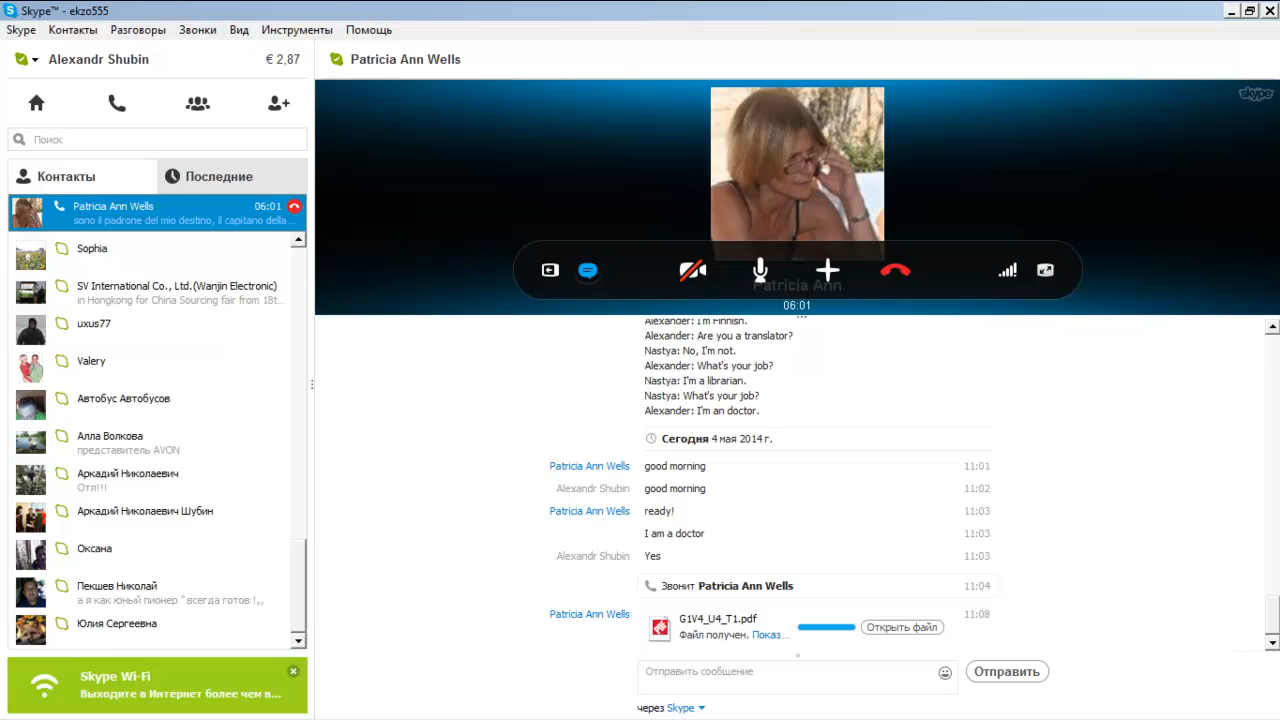 Skype™ - ekzo555
Skype Контакты Разговоры Звонки Вид Инструменты Помощь
Alexandr Shubin € 2,87
Поиск
Контакты Последние
Patricia Ann Wells 06:01
sono il padrone del mio destino, il capitano della...
Sophia
SV International Co., Ltd.(Wanjin Electronic)
in Hongkong for China Sourcing fair from 18t...
uxus77
Valery
Автобус Автобусов
Алла Волкова
представитель AVON
Аркадий Николаевич
Отл!!!
Аркадий Николаевич Шубин
Оксана
Пекшев Николай
а я как юный пионер " всегда готов !,,
Юлия Сергеевна
Skype Wi-Fi
Выходите в Интернет более чем в...
Patricia Ann Wells
skype
Patricia Ann
06:01
Alexander: I'm Finnish.
Alexander: Are you a translator?
Nastya: No, I'm not.
Alexander: What's your job?
Nastya: I'm a librarian.
Nastya: What's your job?
Alexander: I'm an doctor.
Сегодня 4 мая 2014 г.
Patricia Ann Wells good morning 11:01
Alexandr Shubin good morning 11:02
Patricia Ann Wells ready! 11:03
I am a doctor 11:03
Alexandr Shubin Yes 11:03
Звонит Patricia Ann Wells 11:04
Patricia Ann Wells G1V4_U4_T1.pdf 11:08
Файл получен. Показ... Открыть файл
Отправить сообщение Отправить
через Skype